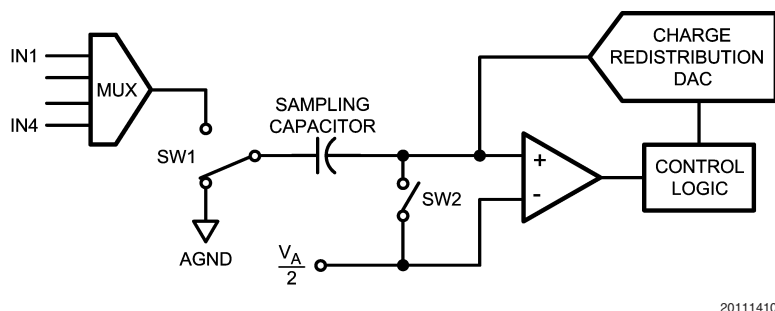 IN1
MUX
IN4
SW1
SAMPLING
CAPACITOR
AGND
SW2
V_A
2
+
-
CHARGE
REDISTRIBUTION
DAC
CONTROL
LOGIC
20111410